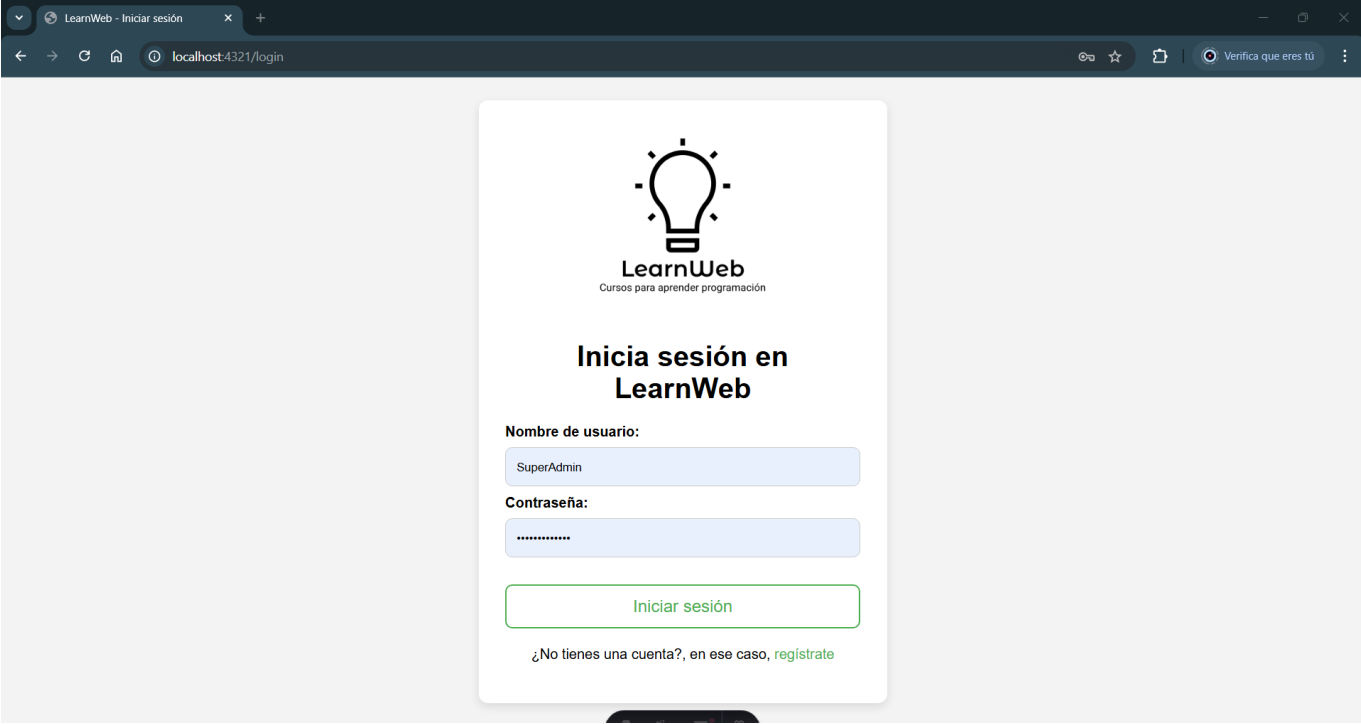 LearnWeb - Iniciar sesión
localhost:4321/login
Verifica que eres tú
LearnWeb
Cursos para aprender programación
Inicia sesión en
LearnWeb
Nombre de usuario:
SuperAdmin
Contraseña:
•••••••••••••
Iniciar sesión
¿No tienes una cuenta?, en ese caso, regístrate